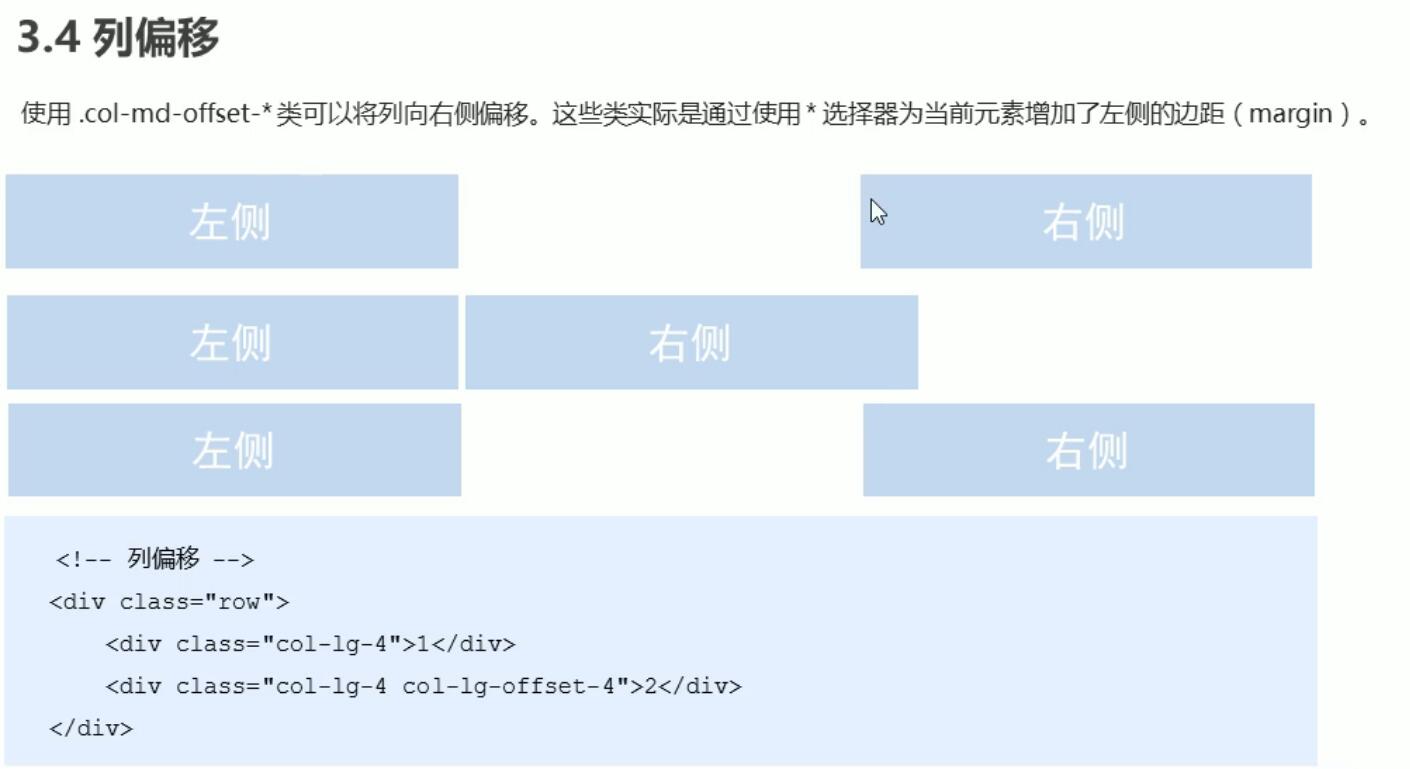 3.4 列偏移
使用 .col-md-offset-* 类可以将列向右侧偏移。这些类实际是通过使用 * 选择器为当前元素增加了左侧的边距（margin）。
左侧 右侧
左侧 右侧
左侧 右侧
<!-- 列偏移 -->
<div class="row">
    <div class="col-lg-4">1</div>
    <div class="col-lg-4 col-lg-offset-4">2</div>
</div>